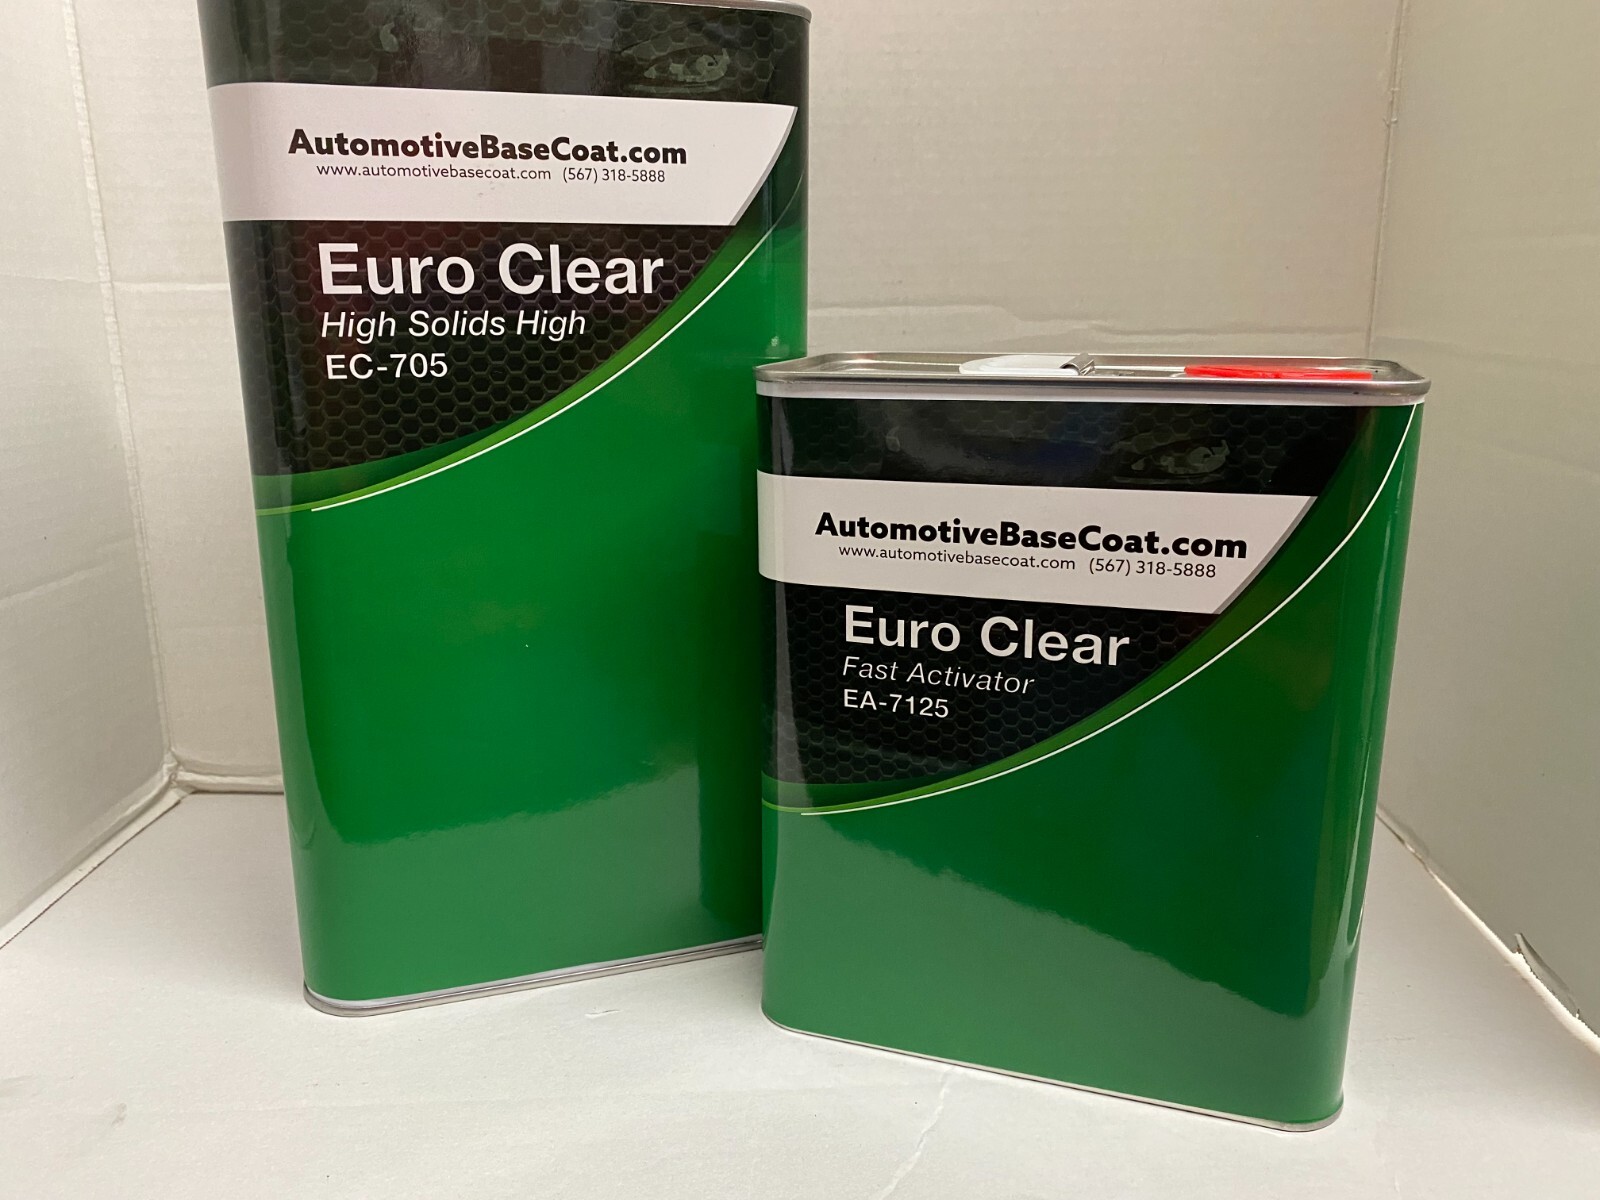 AutomotiveBaseCoat.com
www.automotivebasecoat.com (567) 318-5888
Euro Clear
High Solids High
EC-705
AutomotiveBaseCoat.com
www.automotivebasecoat.com (567) 318-5888
Euro Clear
Fast Activator
EA-7125